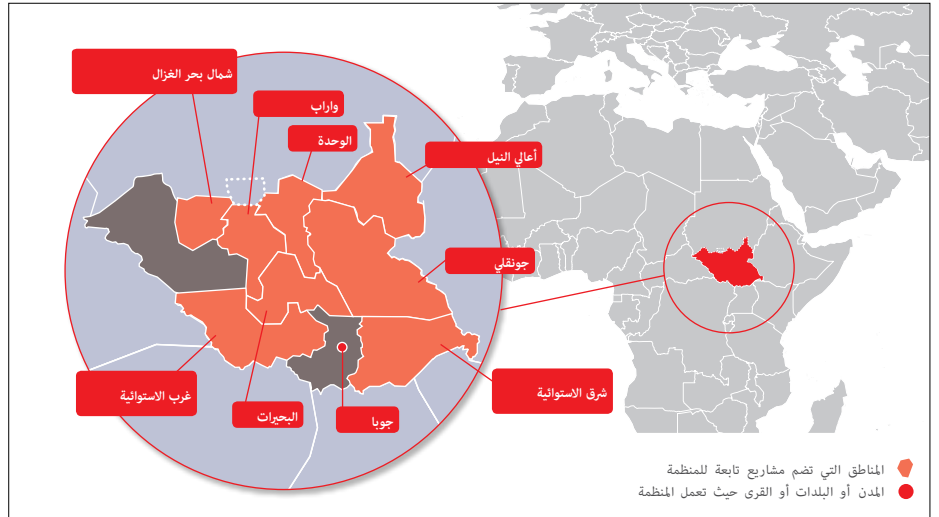 شمال بحر الغزال
واراب
الوحدة
أعالي النيل
جونقلي
شرق الاستوائية
غرب الاستوائية
البحيرات
جوبا
المناطق التي تضم مشاريع تابعة للمنظمة
المدن أو البلدات أو القرى حيث تعمل المنظمة